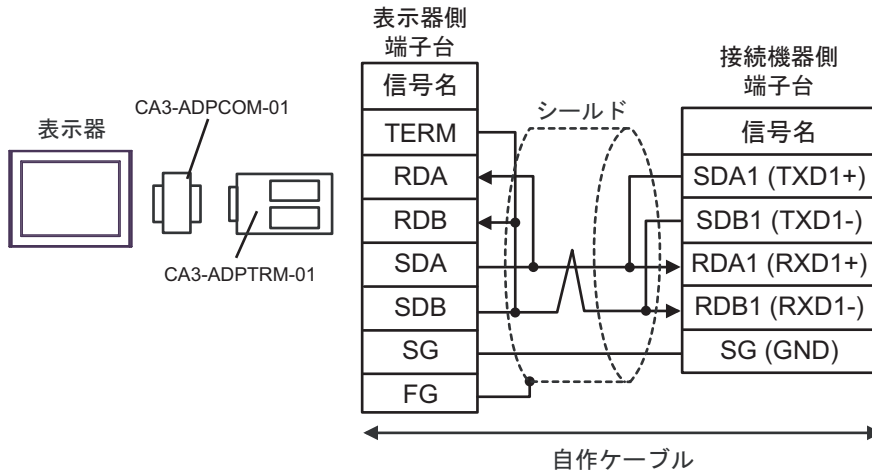 表示器
CA3-ADPCOM-01
CA3-ADPTRM-01
表示器側
端子台
信号名
TERM
RDA
RDB
SDA
SDB
SG
FG
シールド
接続機器側
端子台
信号名
SDA1 (TXD1+)
SDB1 (TXD1-)
RDA1 (RXD1+)
RDB1 (RXD1-)
SG (GND)
自作ケーブル